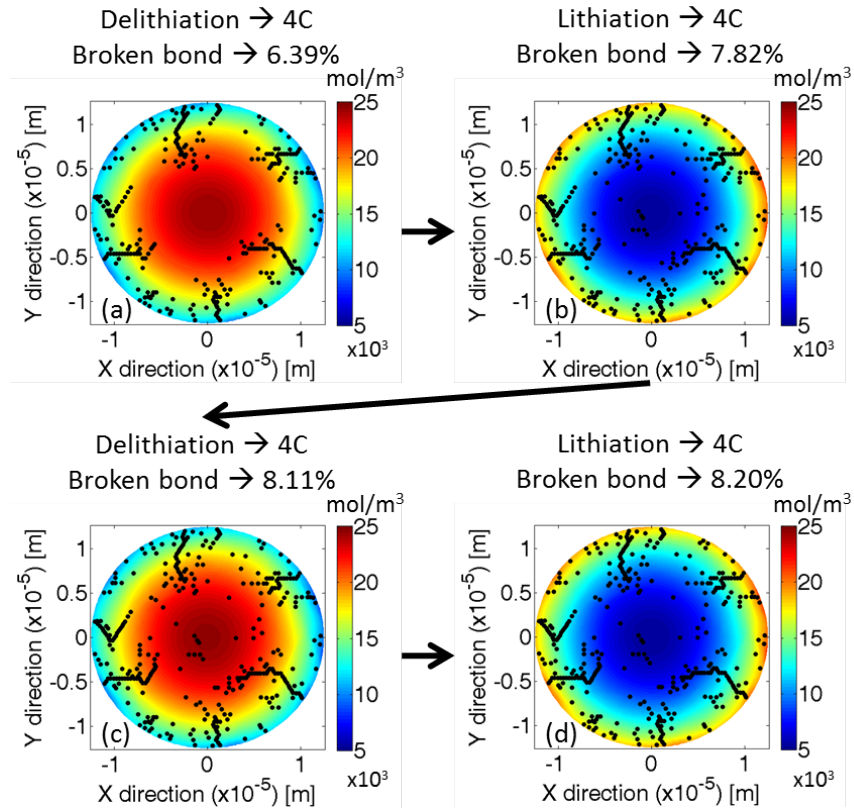 Delithiation → 4C
Broken bond → 6.39%
mol/m³
25
20
15
10
5
x10³
1
0.5
0
-0.5
-1
Y direction (x10⁻⁵) [m]
(a)
-1 0 1
X direction (x10⁻⁵) [m]
Lithiation → 4C
Broken bond → 7.82%
mol/m³
25
20
15
10
5
x10³
1
0.5
0
-0.5
-1
Y direction (x10⁻⁵) [m]
(b)
-1 0 1
X direction (x10⁻⁵) [m]
Delithiation → 4C
Broken bond → 8.11%
mol/m³
25
20
15
10
5
x10³
1
0.5
0
-0.5
-1
Y direction (x10⁻⁵) [m]
(c)
-1 0 1
X direction (x10⁻⁵) [m]
Lithiation → 4C
Broken bond → 8.20%
mol/m³
25
20
15
10
5
x10³
1
0.5
0
-0.5
-1
Y direction (x10⁻⁵) [m]
(d)
-1 0 1
X direction (x10⁻⁵) [m]